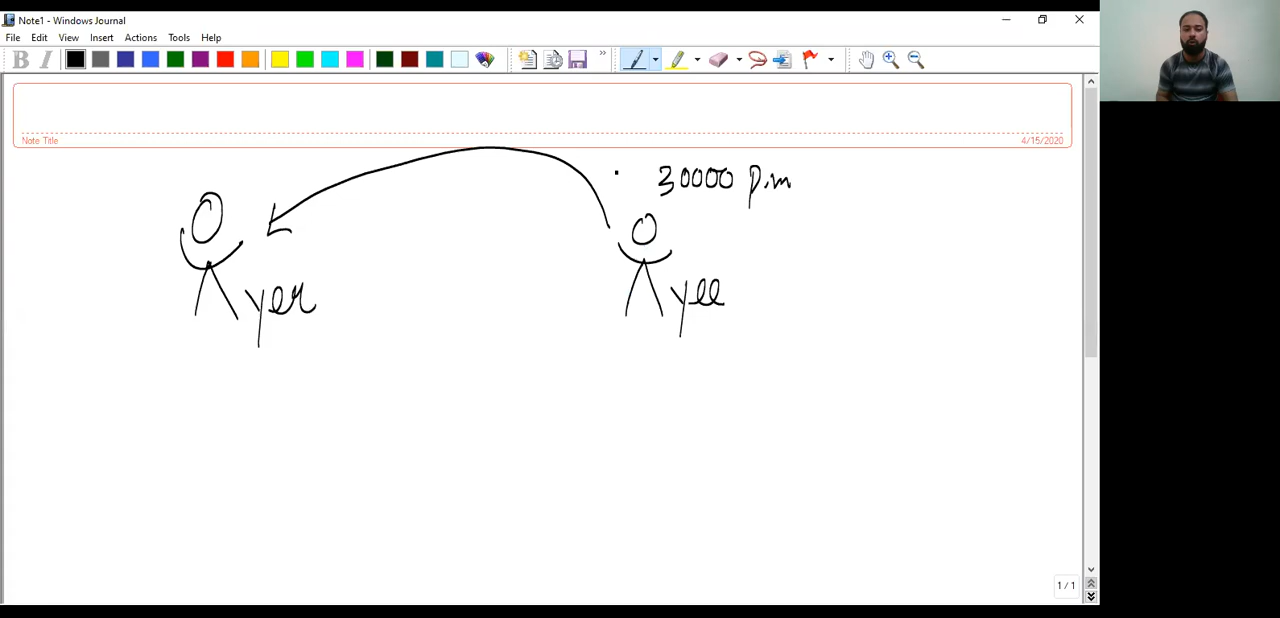 Note1 - Windows Journal
File Edit View Insert Actions Tools Help
B I
Note Title
4/15/2020
30000 p.m
yer
yee
1 / 1